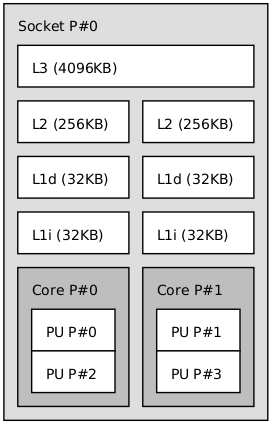 Socket P#0
L3 (4096KB)
L2 (256KB) L2 (256KB)
L1d (32KB) L1d (32KB)
L1i (32KB) L1i (32KB)
Core P#0 Core P#1
PU P#0 PU P#1
PU P#2 PU P#3